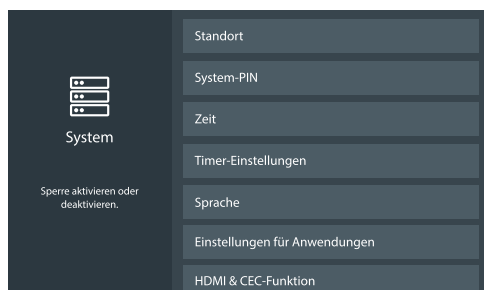 System
Sperre aktivieren oder
deaktivieren.
Standort
System-PIN
Zeit
Timer-Einstellungen
Sprache
Einstellungen für Anwendungen
HDMI & CEC-Funktion